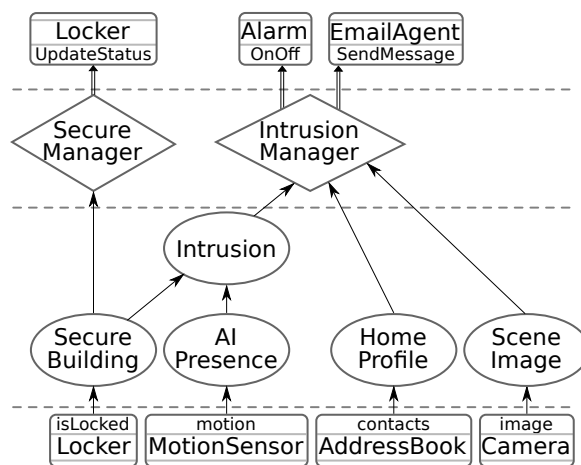 Locker
UpdateStatus
Alarm
OnOff
EmailAgent
SendMessage
Secure
Manager
Intrusion
Manager
Intrusion
Secure
Building
AI
Presence
Home
Profile
Scene
Image
isLocked
Locker
motion
MotionSensor
contacts
AddressBook
image
Camera